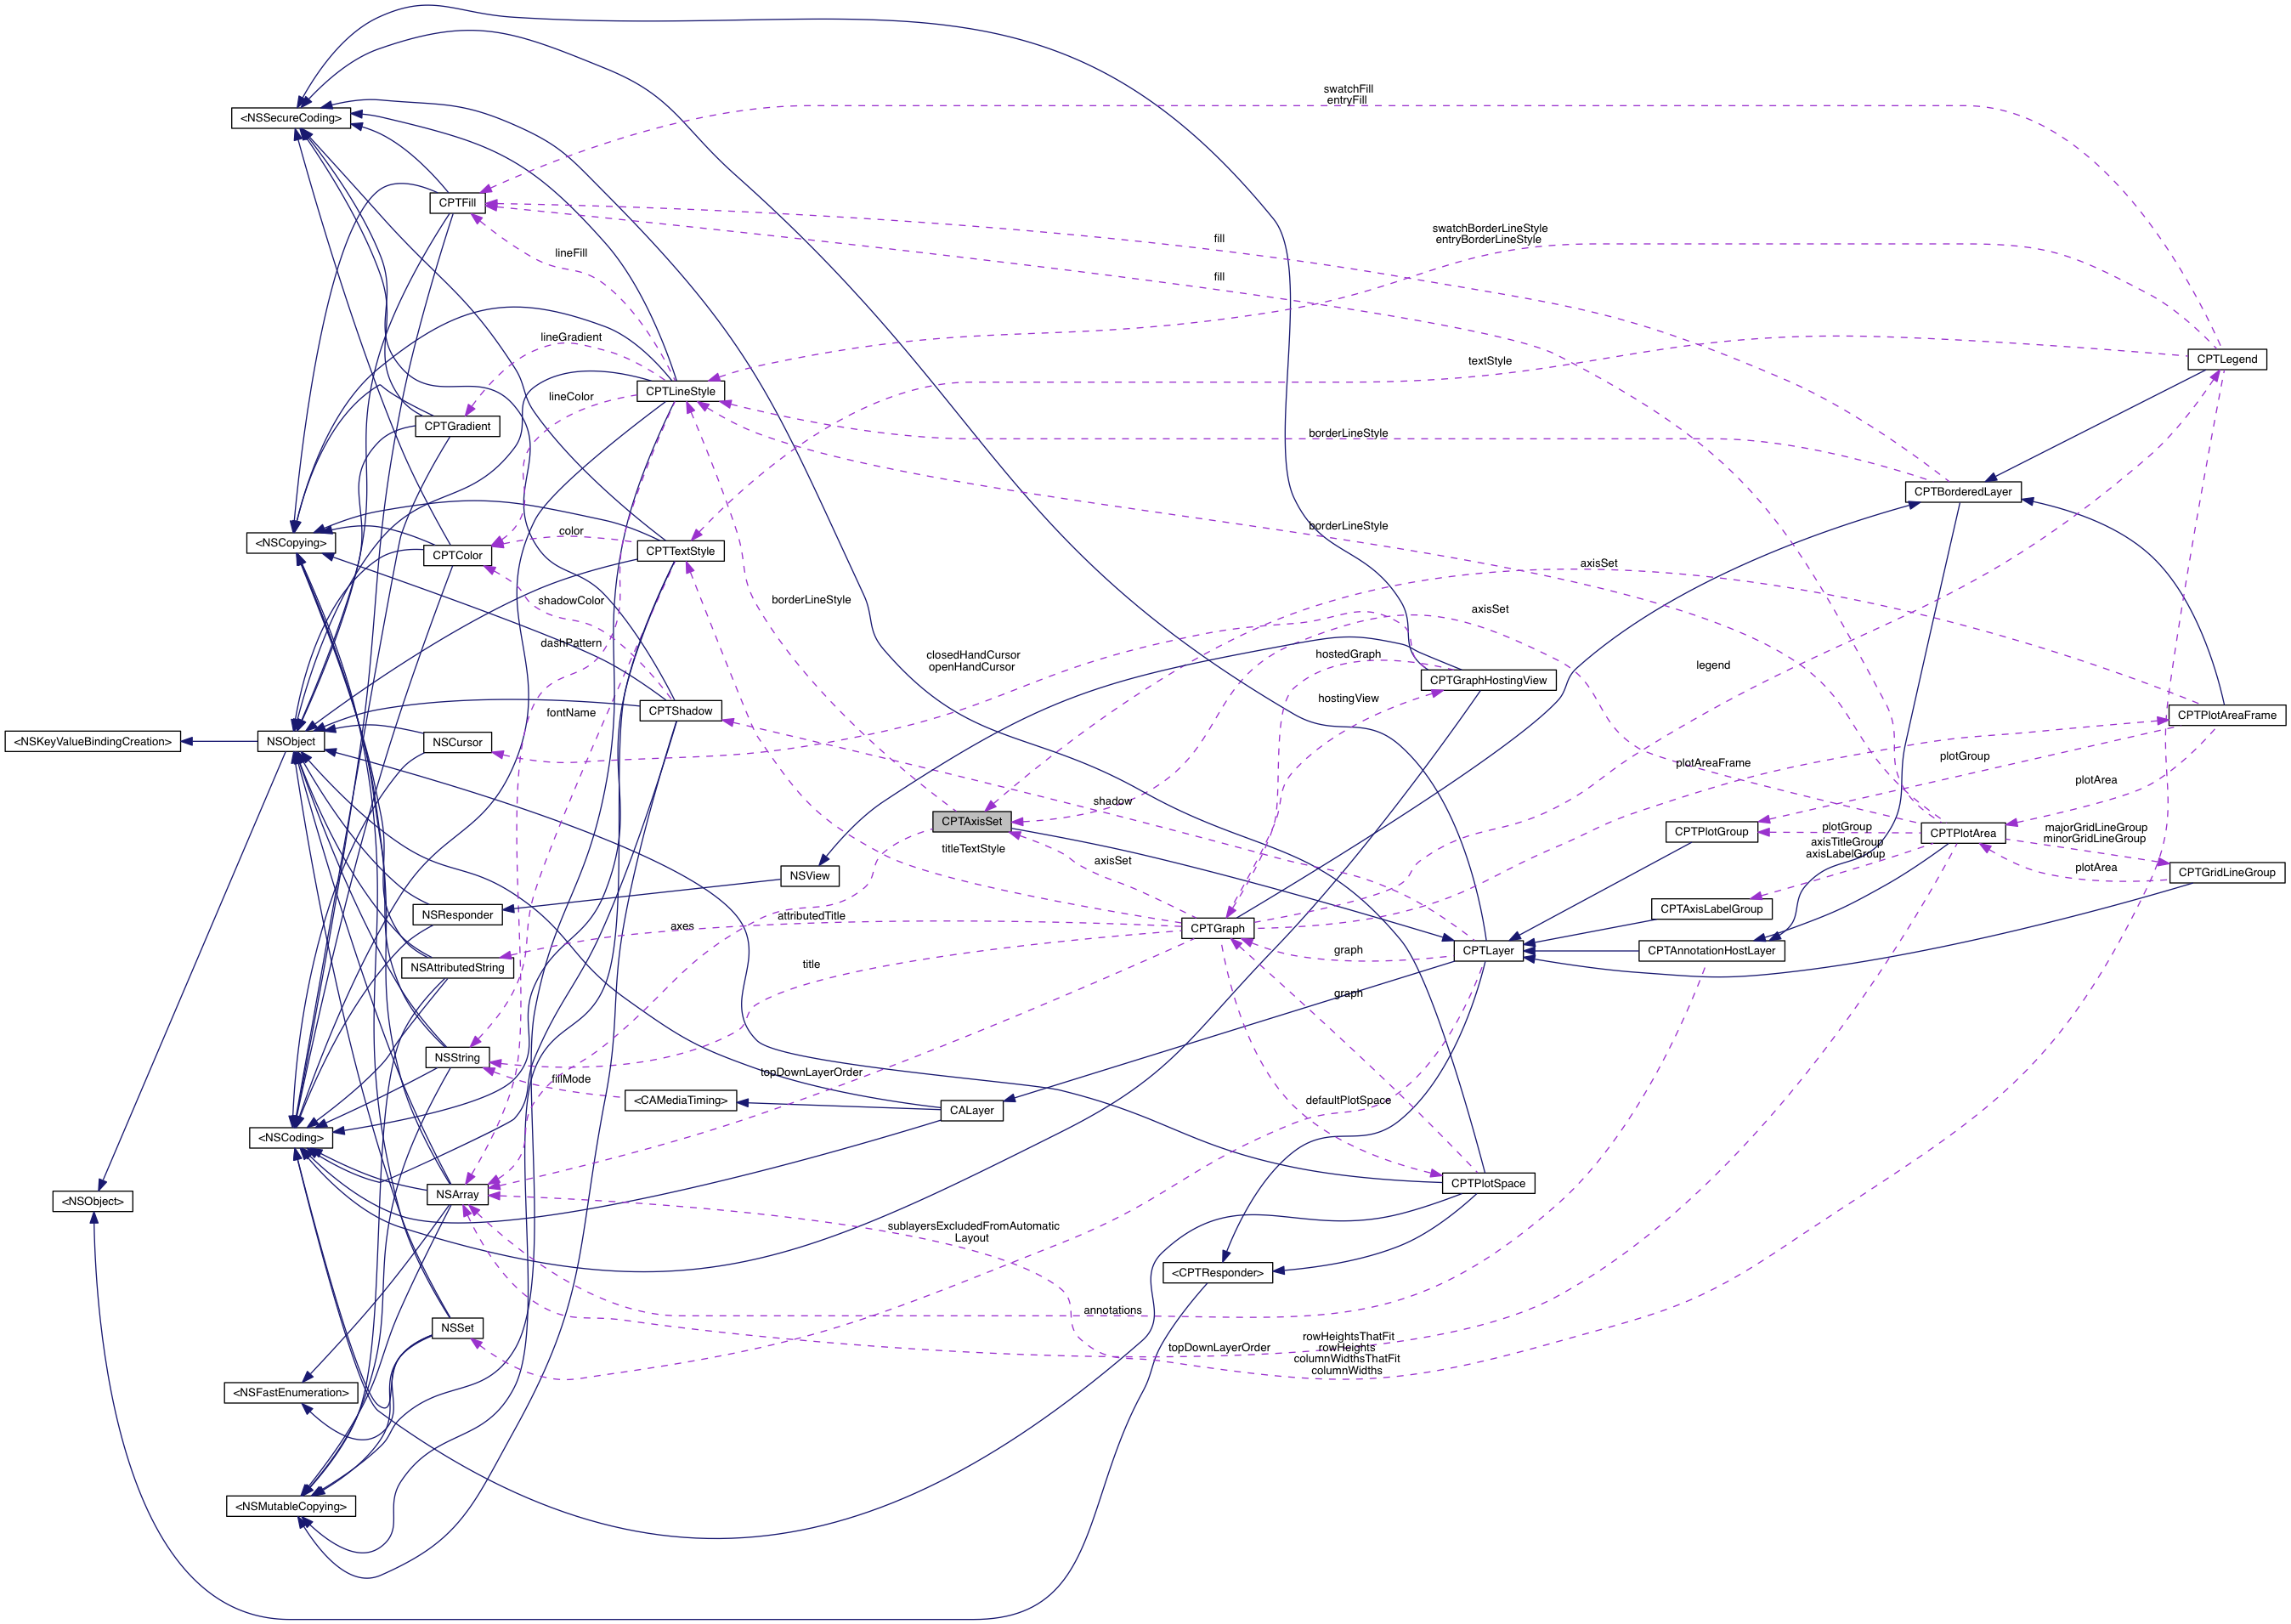 swatchFill
entryFill
<NSSecureCoding>
CPTFill
swatchBorderLineStyle
entryBorderLineStyle
fill
lineFill
fill
lineGradient
textStyle
CPTLegend
CPTLineStyle
lineColor
CPTGradient
borderLineStyle
CPTBorderedLayer
borderLineStyle
color
<NSCopying>
CPTColor
CPTTextStyle
axisSet
shadowColor
borderLineStyle
axisSet
dashPattern
closedHandCursor
openHandCursor
hostedGraph
legend
CPTGraphHostingView
hostingView
fontName
CPTShadow
CPTPlotAreaFrame
<NSKeyValueBindingCreation>
NSObject
NSCursor
plotAreaFrame
plotGroup
plotArea
shadow
CPTAxisSet
CPTPlotGroup
plotGroup
CPTPlotArea
majorGridLineGroup
minorGridLineGroup
axisTitleGroup
axisLabelGroup
titleTextStyle
axisSet
plotArea
NSView
CPTGridLineGroup
NSResponder
attributedTitle
CPTAxisLabelGroup
axes
CPTGraph
graph
CPTLayer
CPTAnnotationHostLayer
NSAttributedString
title
graph
NSString
topDownLayerOrder
fillMode
<CAMediaTiming>
CALayer
defaultPlotSpace
<NSCoding>
<NSObject>
NSArray
CPTPlotSpace
sublayersExcludedFromAutomatic
Layout
<CPTResponder>
annotations
NSSet
topDownLayerOrder
rowHeightsThatFit
rowHeights
columnWidthsThatFit
columnWidths
<NSFastEnumeration>
<NSMutableCopying>